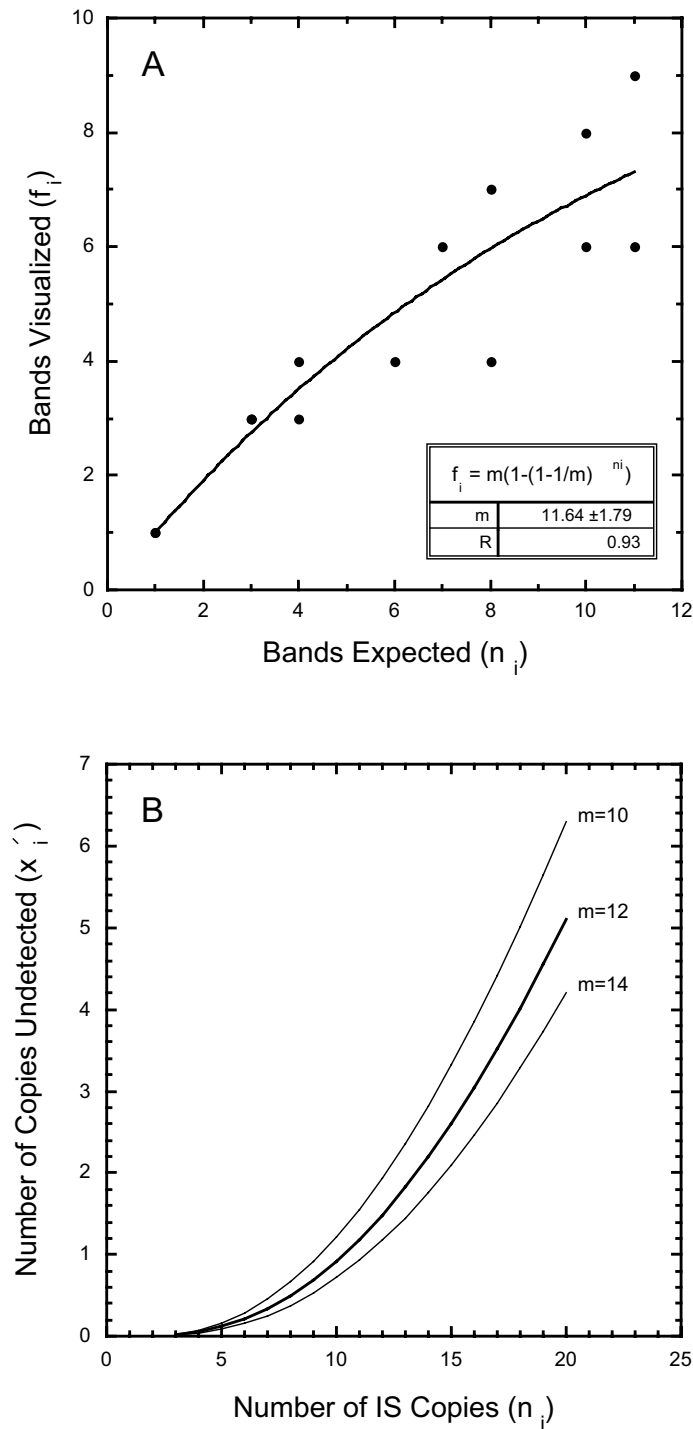 A
10
8
6
4
2
0
Bands Visualized (f i)
f i = m(1-(1-1/m) ni)
m 11.64 ±1.79
R 0.93
0 2 4 6 8 10 12
Bands Expected (n i)
B
7
6
5
4
3
2
1
0
Number of Copies Undetected (x´ i)
m=10
m=12
m=14
0 5 10 15 20 25
Number of IS Copies (n i)